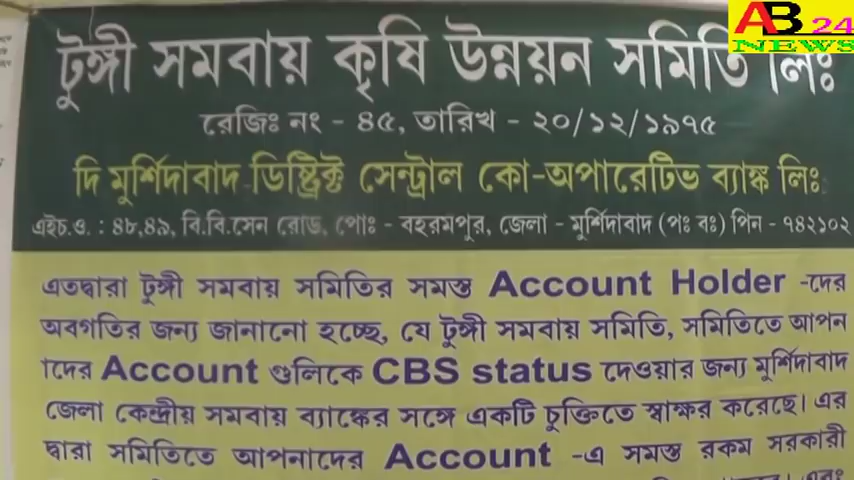 AB 24
NEWS
টুঙ্গী সমবায় কৃষি উন্নয়ন সমিতি লিঃ
রেজিঃ নং - ৪৫, তারিখ - ২০/১২/১৯৭৫
দি মুর্শিদাবাদ ডিষ্ট্রিক্ট সেন্ট্রাল কো-অপারেটিভ ব্যাঙ্ক লিঃ
এইচ.ও. : ৪৮,৪৯, বি.বি.সেন রোড, পোঃ - বহরমপুর, জেলা - মুর্শিদাবাদ (পঃ বঃ) পিন - ৭৪২১০২
এতদ্বারা টুঙ্গী সমবায় সমিতির সমস্ত Account Holder -দের
অবগতির জন্য জানানো হচ্ছে, যে টুঙ্গী সমবায় সমিতি, সমিতিতে আপন
াদের Account গুলিকে CBS status দেওয়ার জন্য মুর্শিদাবাদ
জেলা কেন্দ্রীয় সমবায় ব্যাঙ্কের সঙ্গে একটি চুক্তিতে স্বাক্ষর করেছে। এর
দ্বারা সমিতিতে আপনাদের Account -এ সমস্ত রকম সরকারী